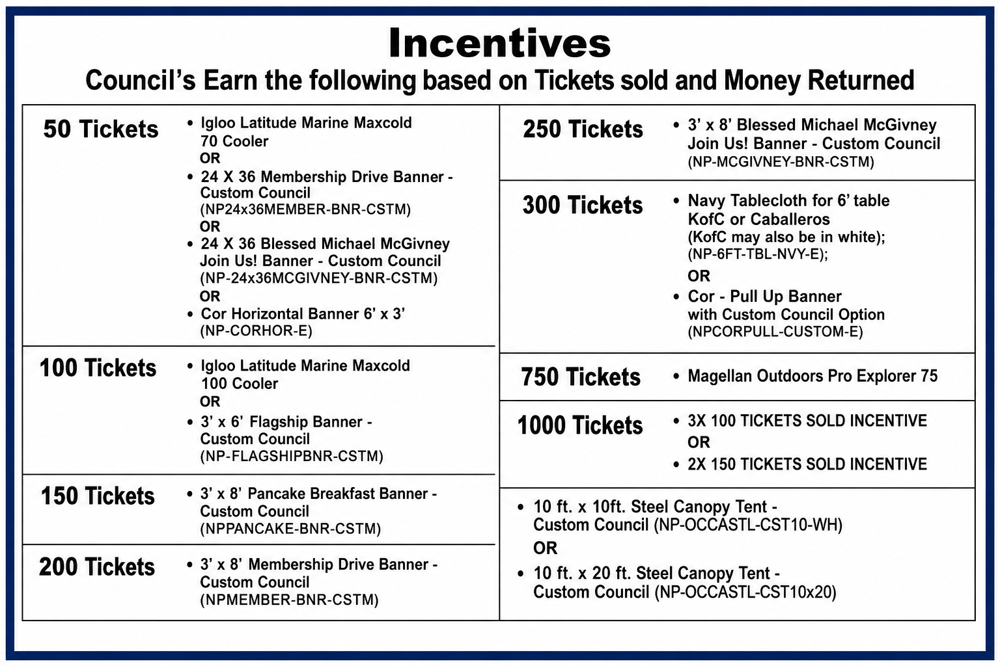 Incentives
Council’s Earn the following based on Tickets sold and Money Returned
50 Tickets
• Igloo Latitude Marine Maxcold
70 Cooler
OR
• 24 X 36 Membership Drive Banner -
Custom Council
(NP24x36MEMBER-BNR-CSTM)
OR
• 24 X 36 Blessed Michael McGivney
Join Us! Banner - Custom Council
(NP-24x36MCGIVNEY-BNR-CSTM)
OR
• Cor Horizontal Banner 6’ x 3’
(NP-CORHOR-E)
100 Tickets
• Igloo Latitude Marine Maxcold
100 Cooler
OR
• 3’ x 6’ Flagship Banner -
Custom Council
(NP-FLAGSHIPBNR-CSTM)
150 Tickets
• 3’ x 8’ Pancake Breakfast Banner -
Custom Council
(NPPANCAKE-BNR-CSTM)
200 Tickets
• 3’ x 8’ Membership Drive Banner -
Custom Council
(NPMEMBER-BNR-CSTM)
250 Tickets
• 3’ x 8’ Blessed Michael McGivney
Join Us! Banner - Custom Council
(NP-MCGIVNEY-BNR-CSTM)
300 Tickets
• Navy Tablecloth for 6’ table
KofC or Caballeros
(KofC may also be in white);
(NP-6FT-TBL-NVY-E);
OR
• Cor - Pull Up Banner
with Custom Council Option
(NPCORPULL-CUSTOM-E)
750 Tickets
• Magellan Outdoors Pro Explorer 75
1000 Tickets
• 3X 100 TICKETS SOLD INCENTIVE
OR
• 2X 150 TICKETS SOLD INCENTIVE
• 10 ft. x 10ft. Steel Canopy Tent -
Custom Council (NP-OCCASTL-CST10-WH)
OR
• 10 ft. x 20 ft. Steel Canopy Tent -
Custom Council (NP-OCCASTL-CST10x20)